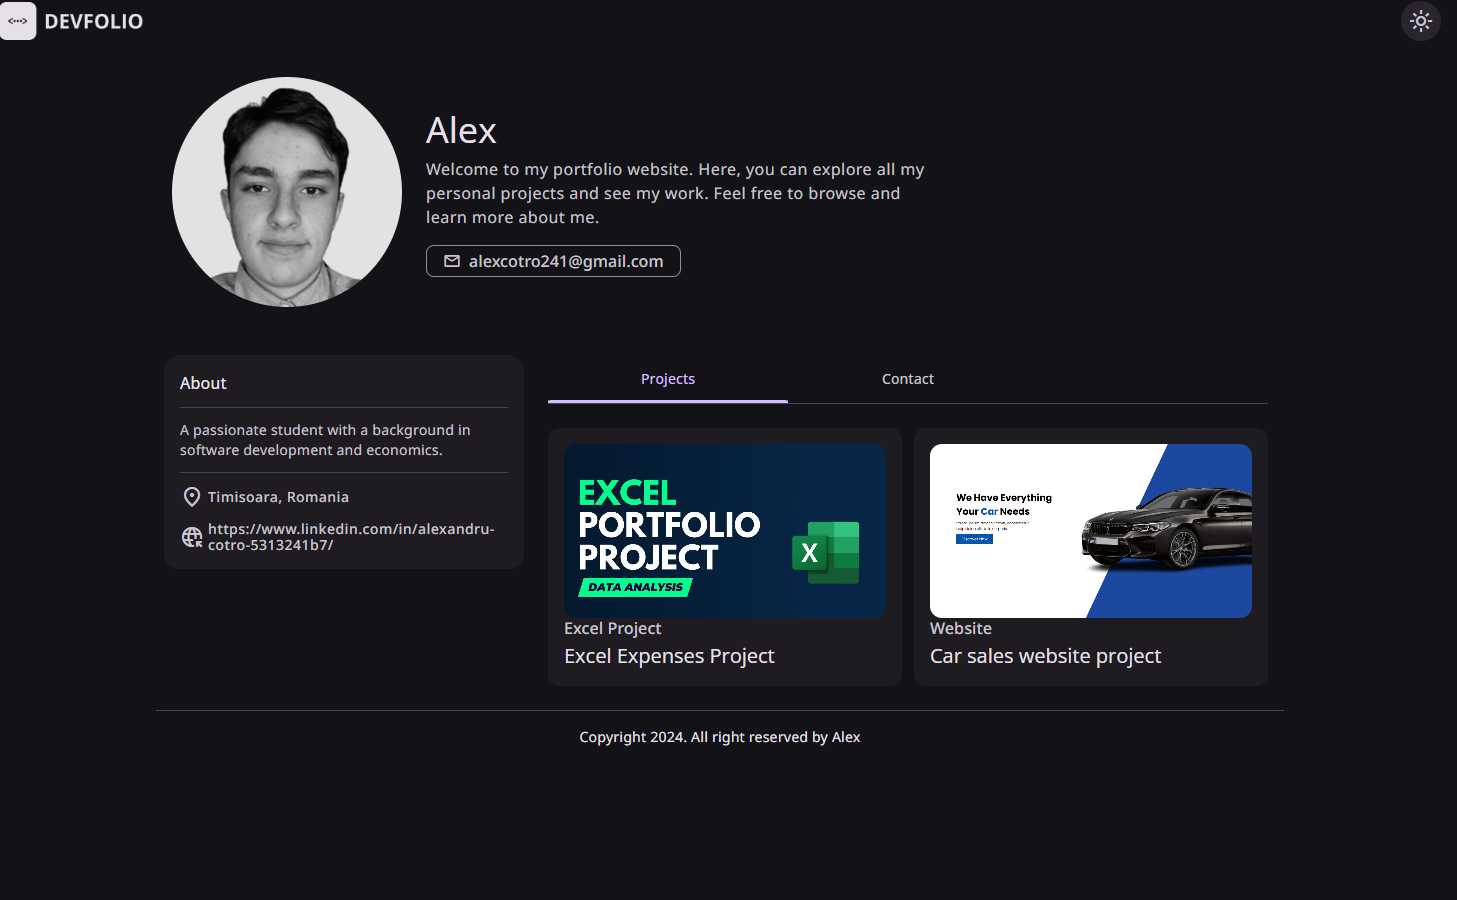 DEVFOLIO
Alex
Welcome to my portfolio website. Here, you can explore all my
personal projects and see my work. Feel free to browse and
learn more about me.
alexcotro241@gmail.com
About
A passionate student with a background in
software development and economics.
Timisoara, Romania
https://www.linkedin.com/in/alexandru-
cotro-5313241b7/
Projects
Contact
EXCEL
PORTFOLIO
PROJECT
DATA ANALYSIS
X
Excel Project
Excel Expenses Project
We Have Everything
Your Car Needs
Discover Now
Website
Car sales website project
Copyright 2024. All right reserved by Alex